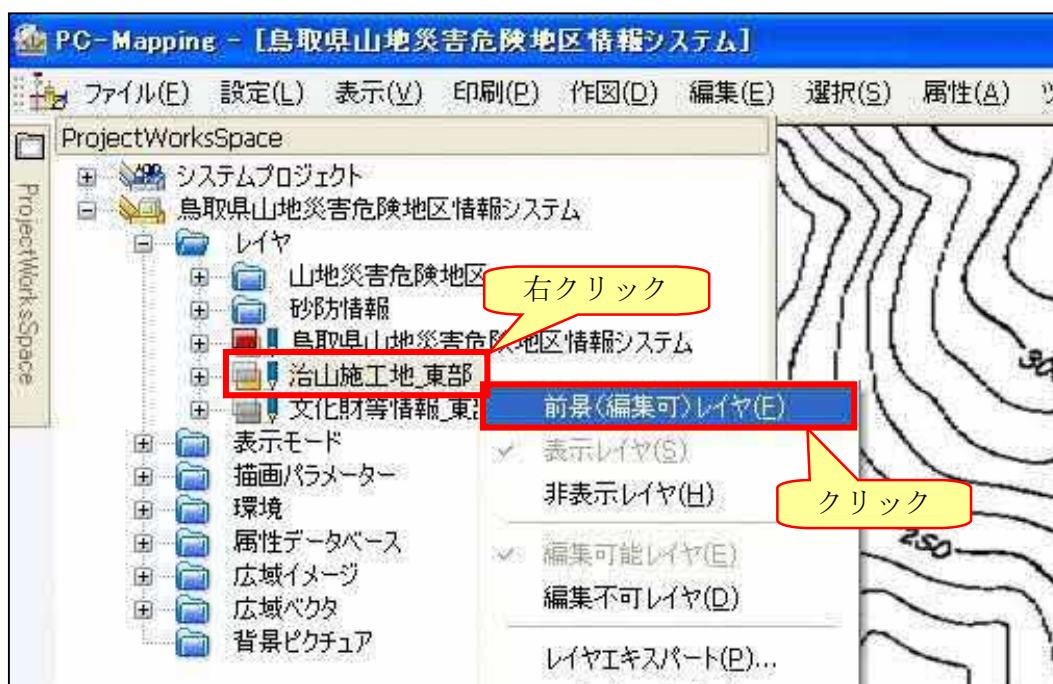 PC-Mapping - [鳥取県山地災害危険地区情報システム]
ファイル(F) 設定(L) 表示(V) 印刷(P) 作図(D) 編集(E) 選択(S) 属性(A)
ProjectWorksSpace
ProjectWorksSpace
システムプロジェクト
鳥取県山地災害危険地区情報システム
レイヤ
山地災害危険地区
右クリック
砂防情報
鳥取県山地災害危険地区情報システム
治山施工地_東部
前景(編集可)レイヤ(F)
文化財等情報_東
表示モード
表示レイヤ(S)
描画パラメーター
非表示レイヤ(H)
クリック
環境
属性データベース
編集可能レイヤ(E)
広域イメージ
編集不可レイヤ(D)
広域ベクタ
背景ピクチュア
レイヤエキスパート(P)...
30
250